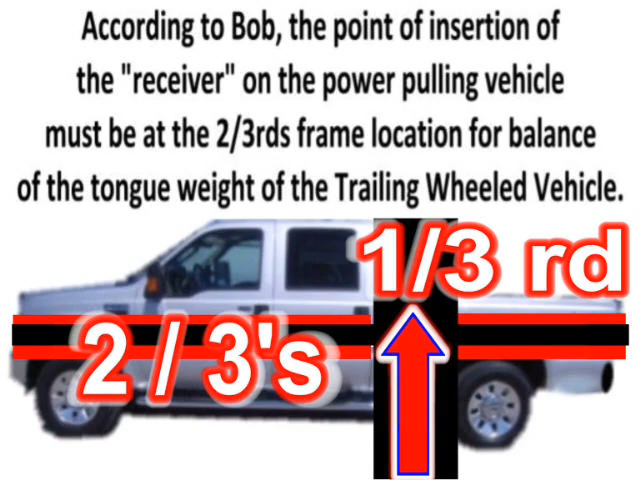 According to Bob, the point of insertion of
the "receiver" on the power pulling vehicle
must be at the 2/3rds frame location for balance
of the tongue weight of the Trailing Wheeled Vehicle.
1/3 rd
2 / 3's